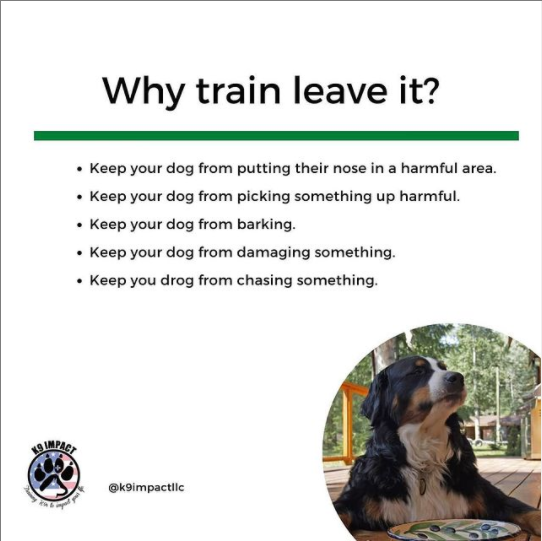 Why train leave it?
• Keep your dog from putting their nose in a harmful area.
• Keep your dog from picking something up harmful.
• Keep your dog from barking.
• Keep your dog from damaging something.
• Keep you drog from chasing something.
K9 IMPACT
@k9impactllc